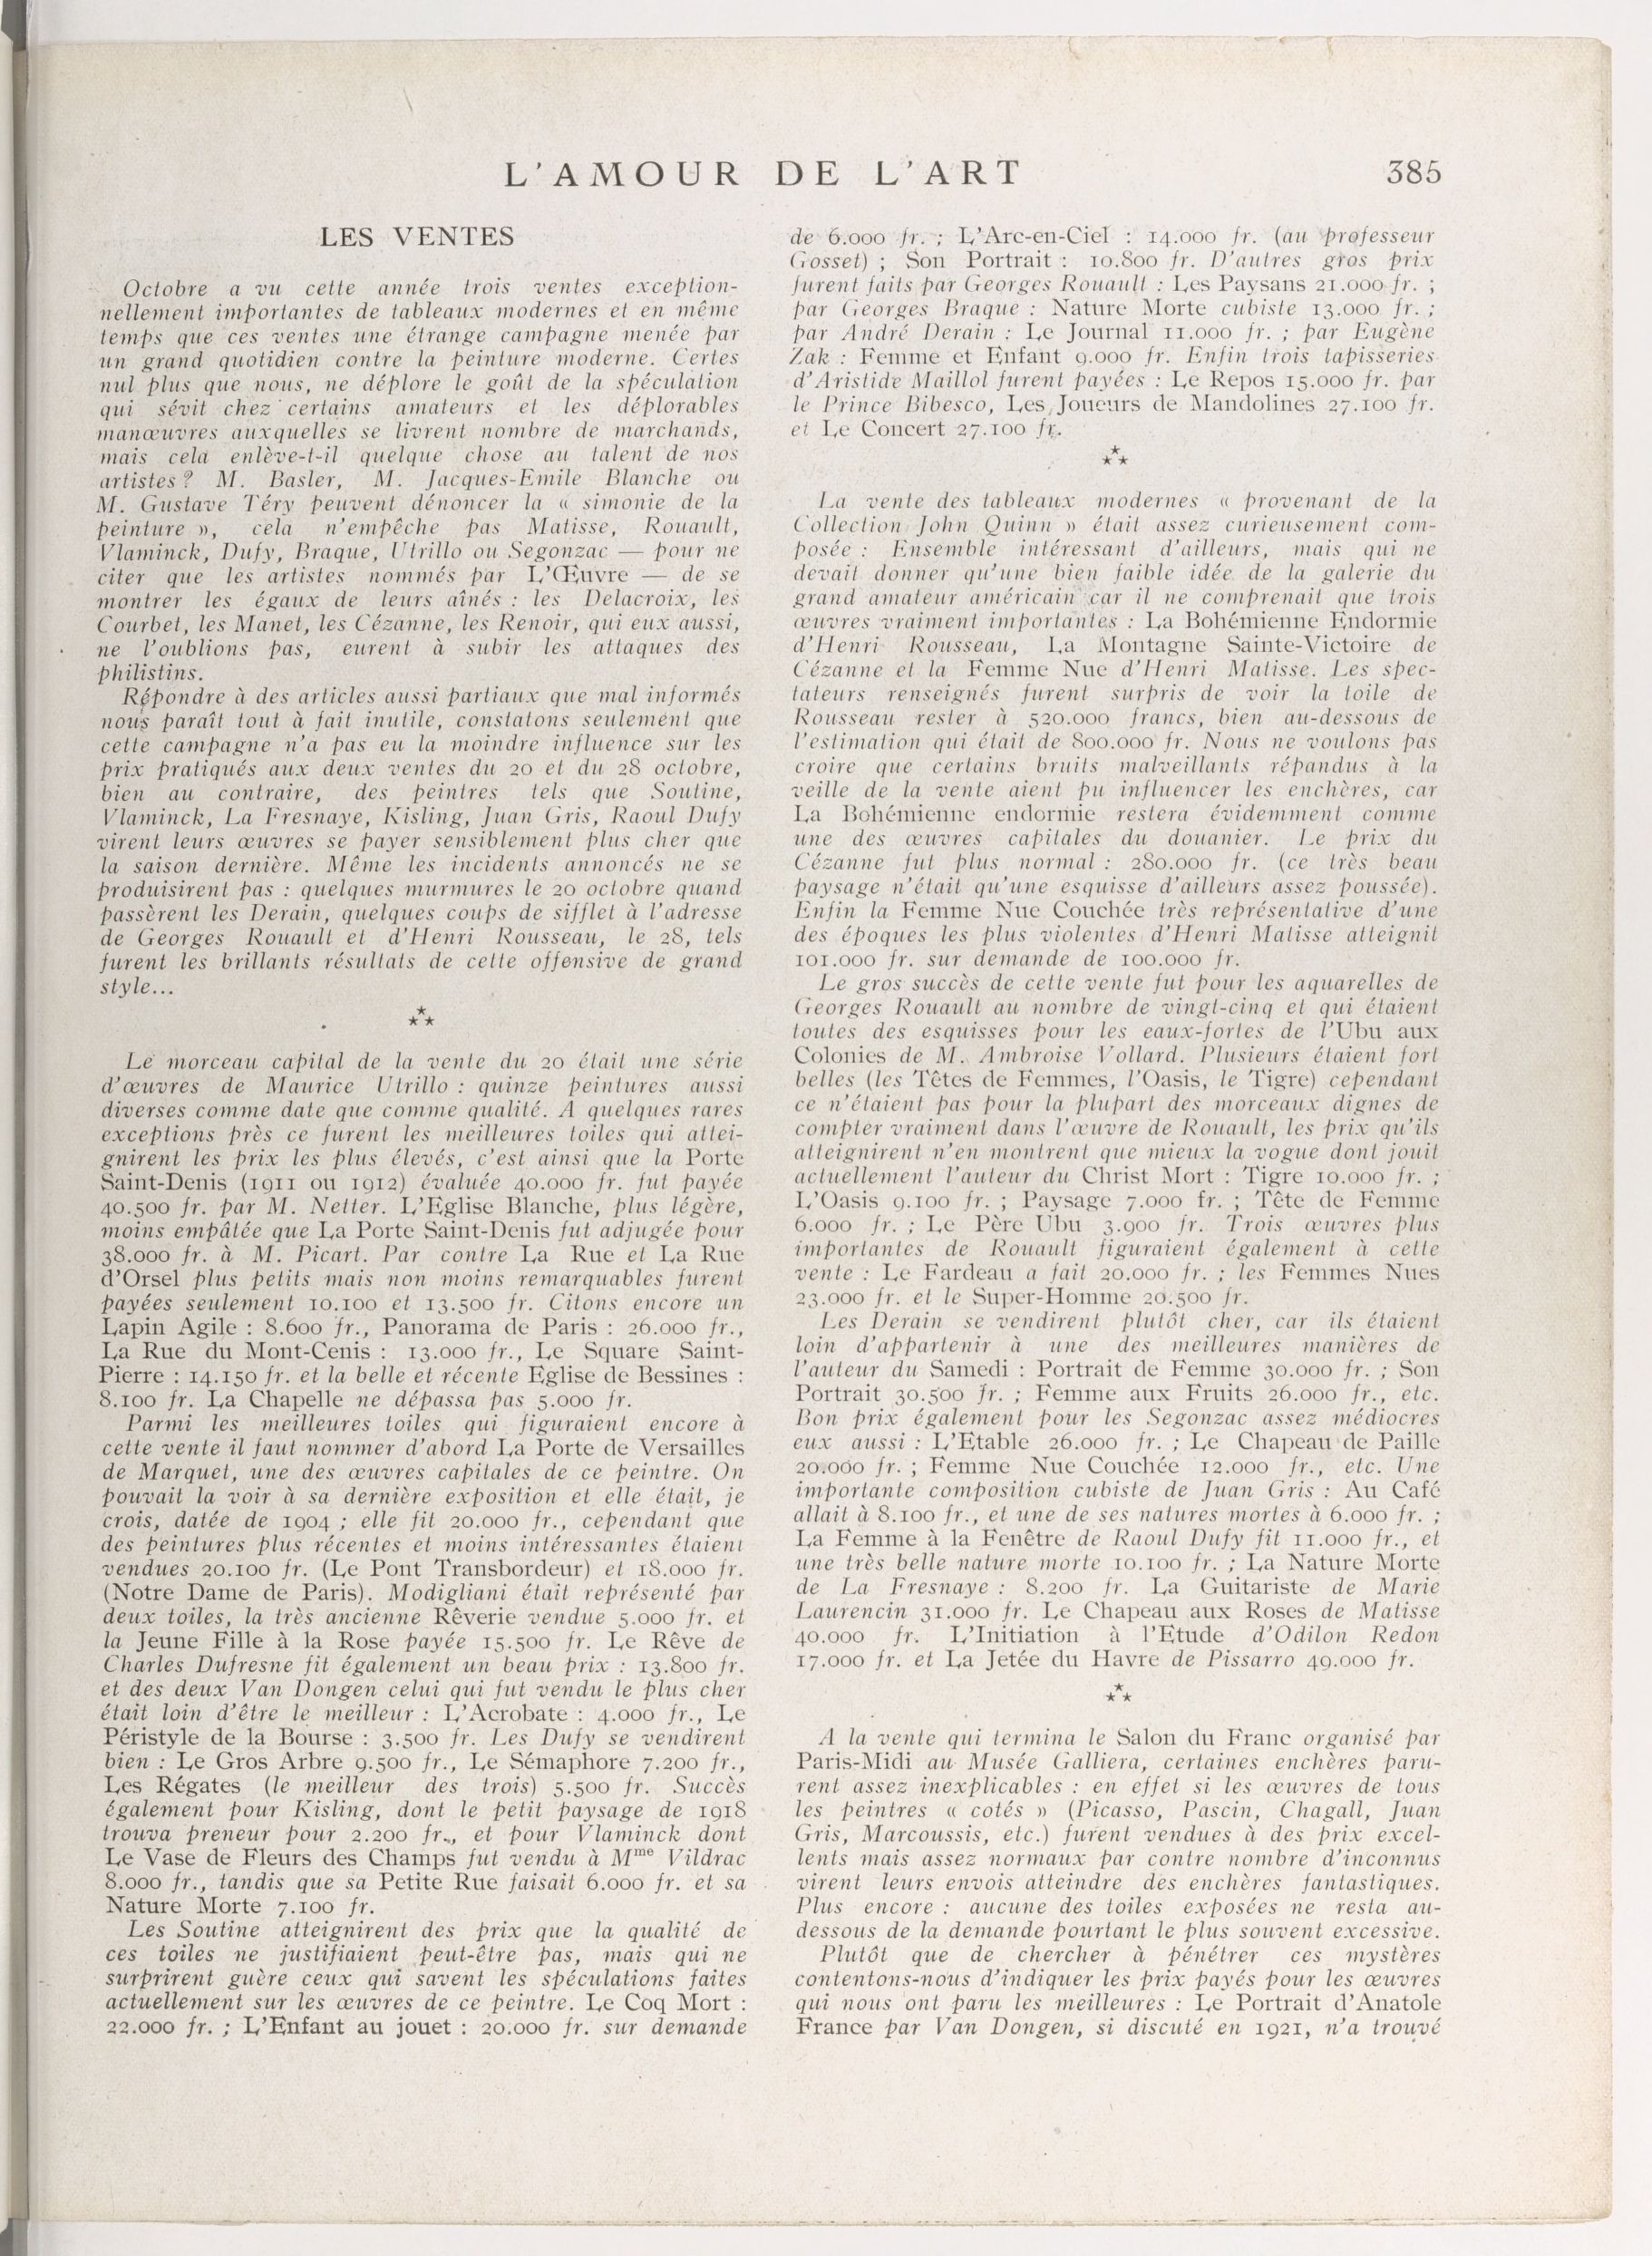 L'AMOUR DE L'ART
385
LES VENTES
Octobre a vu cette année trois ventes exception-
nellement importantes de tableaux modernes et en même
temps que ces ventes une étrange campagne menée par
un grand quotidien contre la peinture moderne. Certes
nul plus que nous, ne déplore le goût de la spéculation
qui sévit chez certains amateurs et les déplorables
manœuvres auxquelles se livrent nombre de marchands,
mais cela enlève-t-il quelque chose au talent de nos
artistes ? M. Basler, M. Jacques-Emile Blanche ou
M. Gustave Téry peuvent dénoncer la « simonie de la
peinture », cela n'empêche pas Matisse, Rouault,
Vlaminck, Dufy, Braque, Utrillo ou Segonzac — pour ne
citer que les artistes nommés par L'Œuvre — de se
montrer les égaux de leurs aînés : les Delacroix, les
Courbet, les Manet, les Cézanne, les Renoir, qui eux aussi,
ne l'oublions pas, eurent à subir les attaques des
philistins.
Répondre à des articles aussi partiaux que mal informés
nous paraît tout à fait inutile, constatons seulement que
cette campagne n'a pas eu la moindre influence sur les
prix pratiqués aux deux ventes du 20 et du 28 octobre,
bien au contraire, des peintres tels que Soutine,
Vlaminck, La Fresnaye, Kisling, Juan Gris, Raoul Dufy
virent leurs œuvres se payer sensiblement plus cher que
la saison dernière. Même les incidents annoncés ne se
produisirent pas : quelques murmures le 20 octobre quand
passèrent les Derain, quelques coups de sifflet à l'adresse
de Georges Rouault et d'Henri Rousseau, le 28, tels
furent les brillants résultats de cette offensive de grand
style...
⁂
Le morceau capital de la vente du 20 était une série
d'œuvres de Maurice Utrillo : quinze peintures aussi
diverses comme date que comme qualité. A quelques rares
exceptions près ce furent les meilleures toiles qui attei-
gnirent les prix les plus élevés, c'est ainsi que la Porte
Saint-Denis (1911 ou 1912) évaluée 40.000 fr. fut payée
40.500 fr. par M. Netter. L'Eglise Blanche, plus légère,
moins empâtée que La Porte Saint-Denis fut adjugée pour
38.000 fr. à M. Picart. Par contre La Rue et La Rue
d'Orsel plus petits mais non moins remarquables furent
payées seulement 10.100 et 13.500 fr. Citons encore un
Lapin Agile : 8.600 fr., Panorama de Paris : 26.000 fr.,
La Rue du Mont-Cenis : 13.000 fr., Le Square Saint-
Pierre : 14.150 fr. et la belle et récente Eglise de Bessines :
8.100 fr. La Chapelle ne dépassa pas 5.000 fr.
Parmi les meilleures toiles qui figuraient encore à
cette vente il faut nommer d'abord La Porte de Versailles
de Marquet, une des œuvres capitales de ce peintre. On
pouvait la voir à sa dernière exposition et elle était, je
crois, datée de 1904 ; elle fit 20.000 fr., cependant que
des peintures plus récentes et moins intéressantes étaient
vendues 20.100 fr. (Le Pont Transbordeur) et 18.000 fr.
(Notre Dame de Paris). Modigliani était représenté par
deux toiles, la très ancienne Rêverie vendue 5.000 fr. et
la Jeune Fille à la Rose payée 15.500 fr. Le Rêve de
Charles Dufresne fit également un beau prix : 13.800 fr.
et des deux Van Dongen celui qui fut vendu le plus cher
était loin d'être le meilleur : L'Acrobate : 4.000 fr., Le
Péristyle de la Bourse : 3.500 fr. Les Dufy se vendirent
bien : Le Gros Arbre 9.500 fr., Le Sémaphore 7.200 fr.,
Les Régates (le meilleur des trois) 5.500 fr. Succès
également pour Kisling, dont le petit paysage de 1918
trouva preneur pour 2.200 fr., et pour Vlaminck dont
Le Vase de Fleurs des Champs fut vendu à Mme Vildrac
8.000 fr., tandis que sa Petite Rue faisait 6.000 fr. et sa
Nature Morte 7.100 fr.
Les Soutine atteignirent des prix que la qualité de
ces toiles ne justifiaient peut-être pas, mais qui ne
surprirent guère ceux qui savent les spéculations faites
actuellement sur les œuvres de ce peintre. Le Coq Mort :
22.000 fr. ; L'Enfant au jouet : 20.000 fr. sur demande
de 6.000 fr. ; L'Arc-en-Ciel : 14.000 fr. (au professeur
Gosset) ; Son Portrait : 10.800 fr. D'autres gros prix
furent faits par Georges Rouault : Les Paysans 21.000 fr. ;
par Georges Braque : Nature Morte cubiste 13.000 fr. ;
par André Derain : Le Journal 11.000 fr. ; par Eugène
Zak : Femme et Enfant 9.000 fr. Enfin trois tapisseries
d'Aristide Maillol furent payées : Le Repos 15.000 fr. par
le Prince Bibesco, Les Joueurs de Mandolines 27.100 fr.
et Le Concert 27.100 fr.
⁂
La vente des tableaux modernes « provenant de la
Collection John Quinn » était assez curieusement com-
posée : Ensemble intéressant d'ailleurs, mais qui ne
devait donner qu'une bien faible idée de la galerie du
grand amateur américain car il ne comprenait que trois
œuvres vraiment importantes : La Bohémienne Endormie
d'Henri Rousseau, La Montagne Sainte-Victoire de
Cézanne et la Femme Nue d'Henri Matisse. Les spec-
tateurs renseignés furent surpris de voir la toile de
Rousseau rester à 520.000 francs, bien au-dessous de
l'estimation qui était de 800.000 fr. Nous ne voulons pas
croire que certains bruits malveillants répandus à la
veille de la vente aient pu influencer les enchères, car
La Bohémienne endormie restera évidemment comme
une des œuvres capitales du douanier. Le prix du
Cézanne fut plus normal : 280.000 fr. (ce très beau
paysage n'était qu'une esquisse d'ailleurs assez poussée).
Enfin la Femme Nue Couchée très représentative d'une
des époques les plus violentes d'Henri Matisse atteignit
101.000 fr. sur demande de 100.000 fr.
Le gros succès de cette vente fut pour les aquarelles de
Georges Rouault au nombre de vingt-cinq et qui étaient
toutes des esquisses pour les eaux-fortes de l'Ubu aux
Colonies de M. Ambroise Vollard. Plusieurs étaient fort
belles (les Têtes de Femmes, l'Oasis, le Tigre) cependant
ce n'étaient pas pour la plupart des morceaux dignes de
compter vraiment dans l'œuvre de Rouault, les prix qu'ils
atteignirent n'en montrent que mieux la vogue dont jouit
actuellement l'auteur du Christ Mort : Tigre 10.000 fr. ;
L'Oasis 9.100 fr. ; Paysage 7.000 fr. ; Tête de Femme
6.000 fr. ; Le Père Ubu 3.900 fr. Trois œuvres plus
importantes de Rouault figuraient également à cette
vente : Le Fardeau a fait 20.000 fr. ; les Femmes Nues
23.000 fr. et le Super-Homme 20.500 fr.
Les Derain se vendirent plutôt cher, car ils étaient
loin d'appartenir à une des meilleures manières de
l'auteur du Samedi : Portrait de Femme 30.000 fr. ; Son
Portrait 30.500 fr. ; Femme aux Fruits 26.000 fr., etc.
Bon prix également pour les Segonzac assez médiocres
eux aussi : L'Etable 26.000 fr. ; Le Chapeau de Paille
20.000 fr. ; Femme Nue Couchée 12.000 fr., etc. Une
importante composition cubiste de Juan Gris : Au Café
allait à 8.100 fr., et une de ses natures mortes à 6.000 fr. ;
La Femme à la Fenêtre de Raoul Dufy fit 11.000 fr., et
une très belle nature morte 10.100 fr. ; La Nature Morte
de La Fresnaye : 8.200 fr. La Guitariste de Marie
Laurencin 31.000 fr. Le Chapeau aux Roses de Matisse
40.000 fr. L'Initiation à l'Etude d'Odilon Redon
17.000 fr. et La Jetée du Havre de Pissarro 49.000 fr.
⁂
A la vente qui termina le Salon du Franc organisé par
Paris-Midi au Musée Galliera, certaines enchères paru-
rent assez inexplicables : en effet si les œuvres de tous
les peintres « cotés » (Picasso, Pascin, Chagall, Juan
Gris, Marcoussis, etc.) furent vendues à des prix excel-
lents mais assez normaux par contre nombre d'inconnus
virent leurs envois atteindre des enchères fantastiques.
Plus encore : aucune des toiles exposées ne resta au-
dessous de la demande pourtant le plus souvent excessive.
Plutôt que de chercher à pénétrer ces mystères
contentons-nous d'indiquer les prix payés pour les œuvres
qui nous ont paru les meilleures : Le Portrait d'Anatole
France par Van Dongen, si discuté en 1921, n'a trouvé